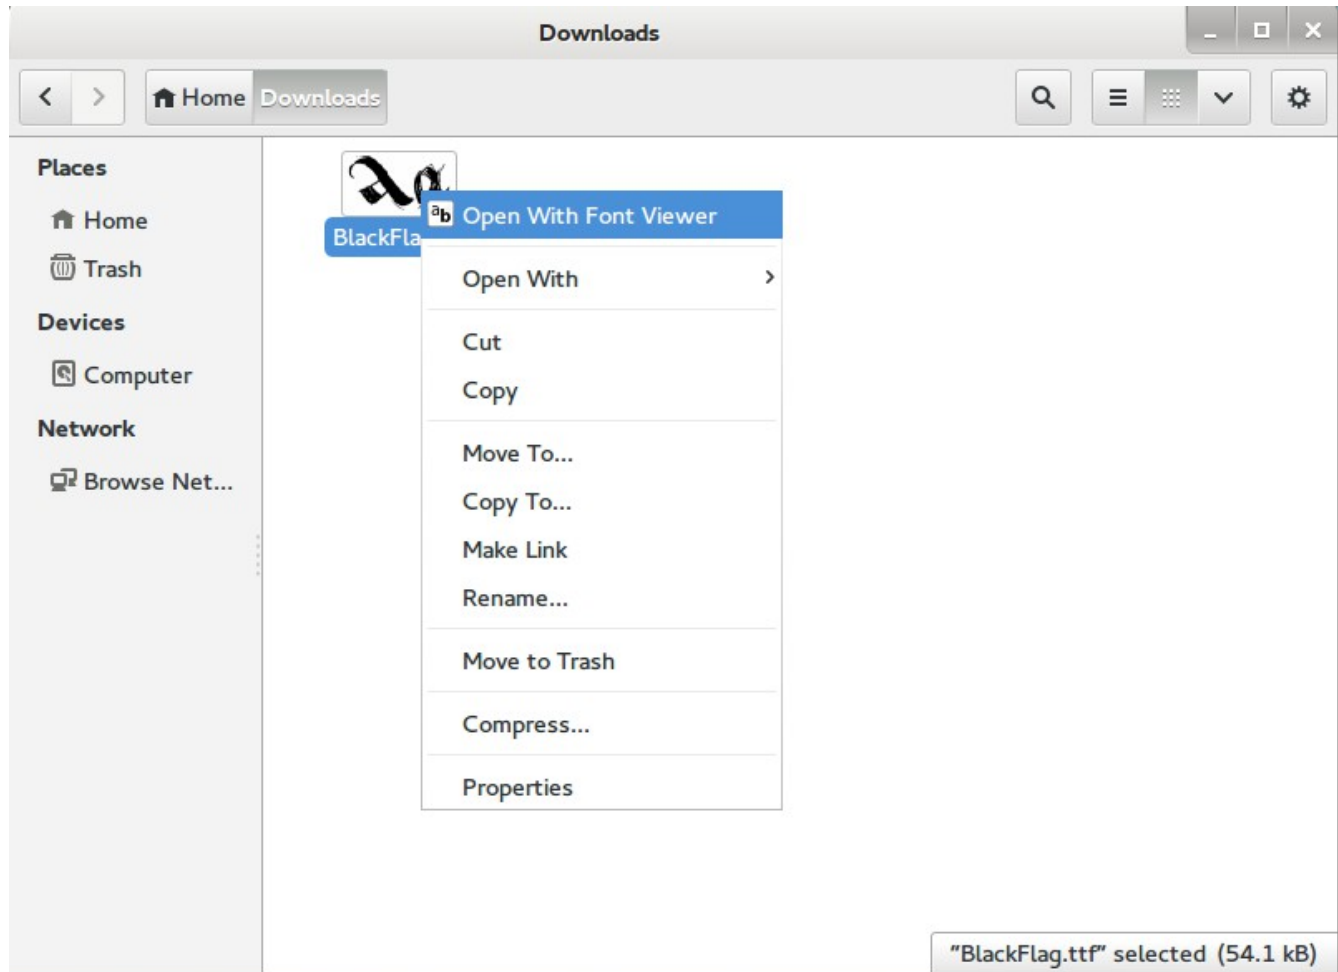 Downloads
Home Downloads
Places
Home
Trash
Devices
Computer
Network
Browse Net...
Aa
BlackFla
ab Open With Font Viewer
Open With
Cut
Copy
Move To...
Copy To...
Make Link
Rename...
Move to Trash
Compress...
Properties
"BlackFlag.ttf" selected (54.1 kB)